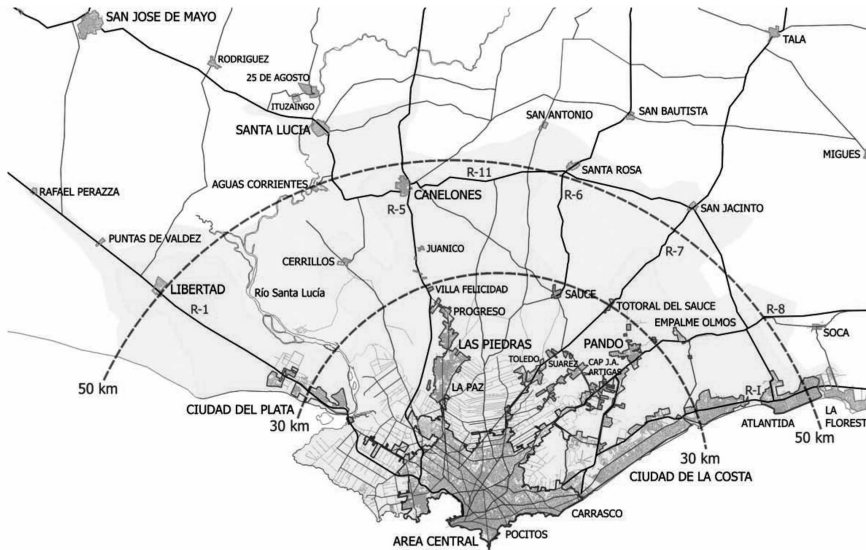 SAN JOSE DE MAYO
TALA
RODRIGUEZ
25 DE AGOSTO
ITUZAINGO
SANTA LUCIA
SAN ANTONIO
SAN BAUTISTA
MIGUES
R-11
SANTA ROSA
RAFAEL PERAZZA
AGUAS CORRIENTES
CANELONES
R-6
R-5
SAN JACINTO
PUNTAS DE VALDEZ
JUANICO
R-7
CERRILLOS
LIBERTAD
VILLA FELICIDAD
SAUCE
Río Santa Lucía
R-1
PROGRESO
TOTORAL DEL SAUCE
R-8
EMPALME OLMOS
SOCA
LAS PIEDRAS
PANDO
TOLEDO
SUAREZ
CAP J.A.
ARTIGAS
50 km
LA PAZ
R-I
CIUDAD DEL PLATA
30 km
ATLANTIDA
LA
FLOREST
50 km
30 km
CIUDAD DE LA COSTA
CARRASCO
POCITOS
AREA CENTRAL